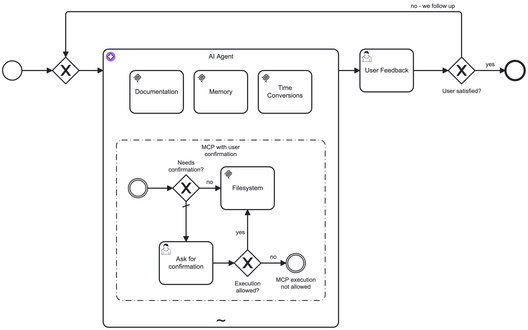 no - we follow up
AI Agent
Documentation
Memory
Time
Conversions
User Feedback
yes
User satisfied?
MCP with user
confirmation
Needs
confirmation?
no
Filesystem
yes
Ask for
confirmation
no
Execution
allowed?
MCP execution
not allowed